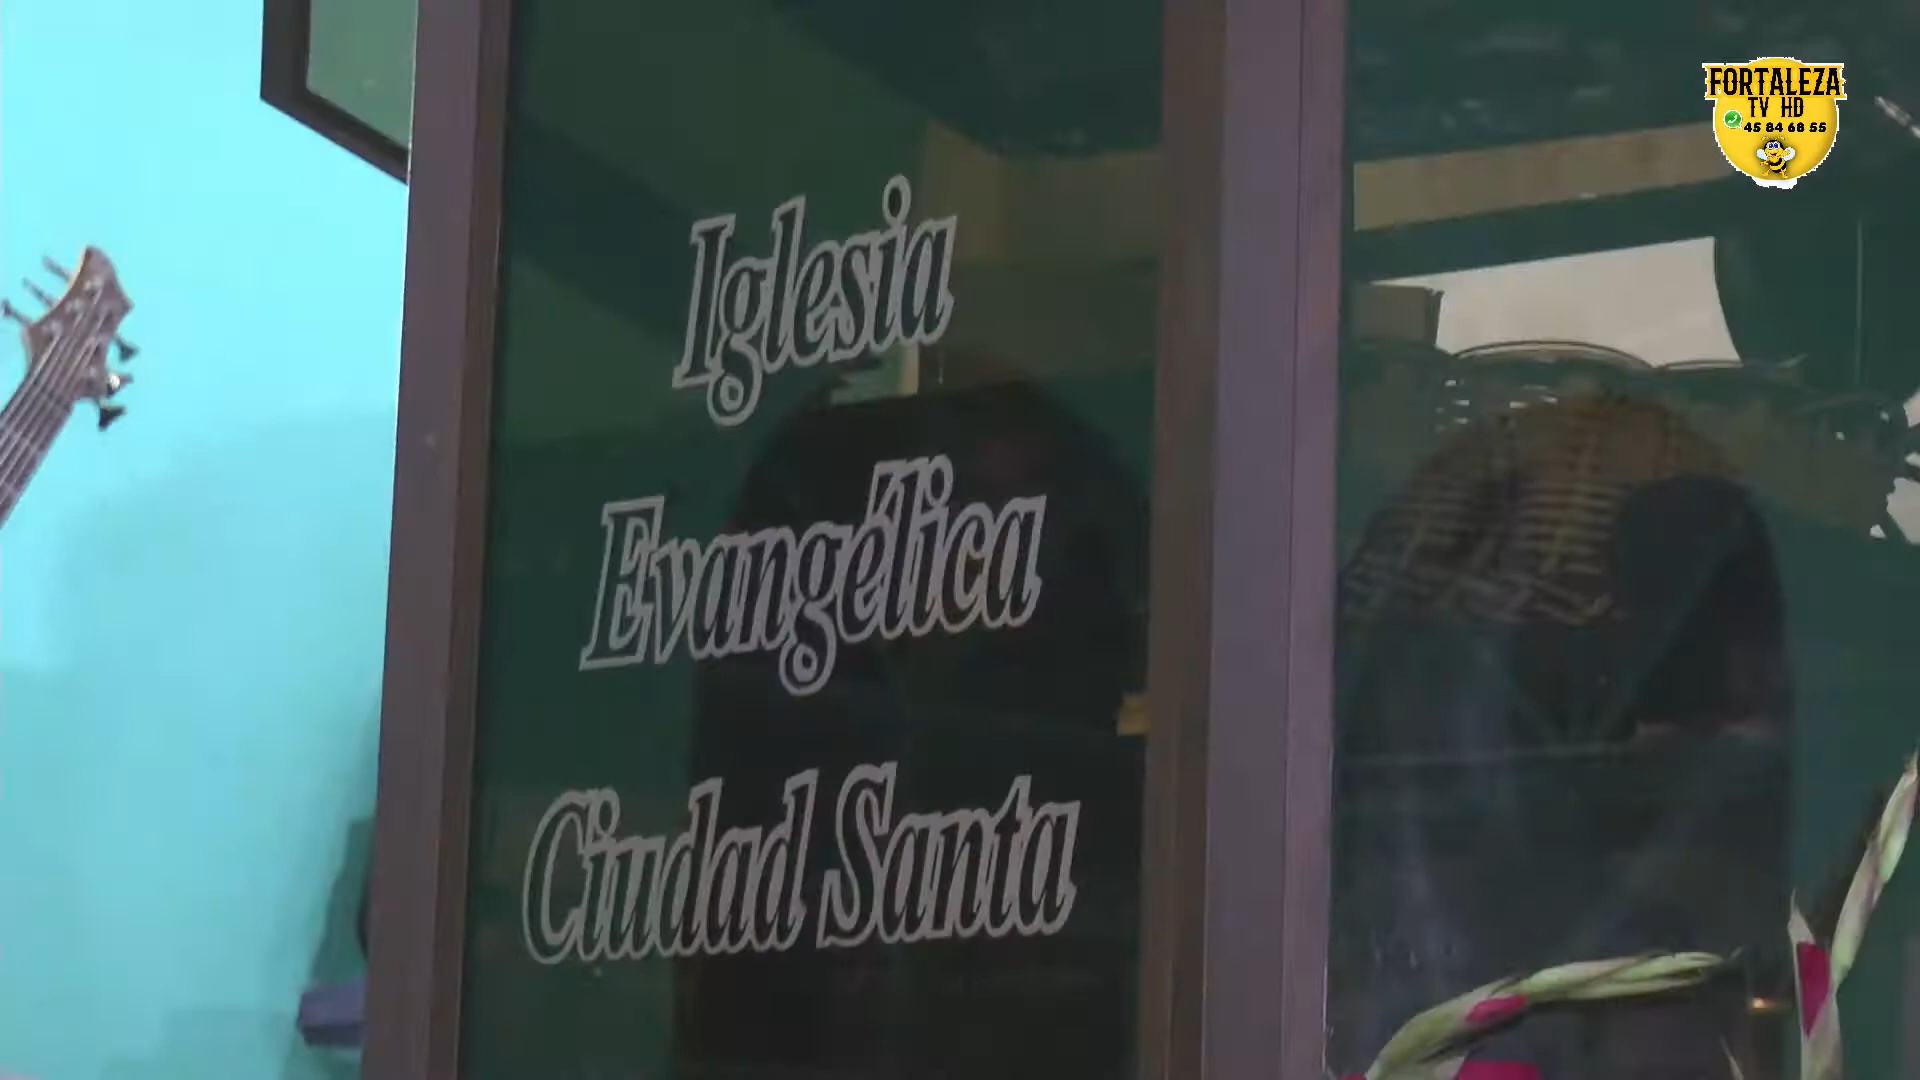 FORTALEZA
TV HD
45 84 68 55
Iglesia
Evangélica
Ciudad Santa